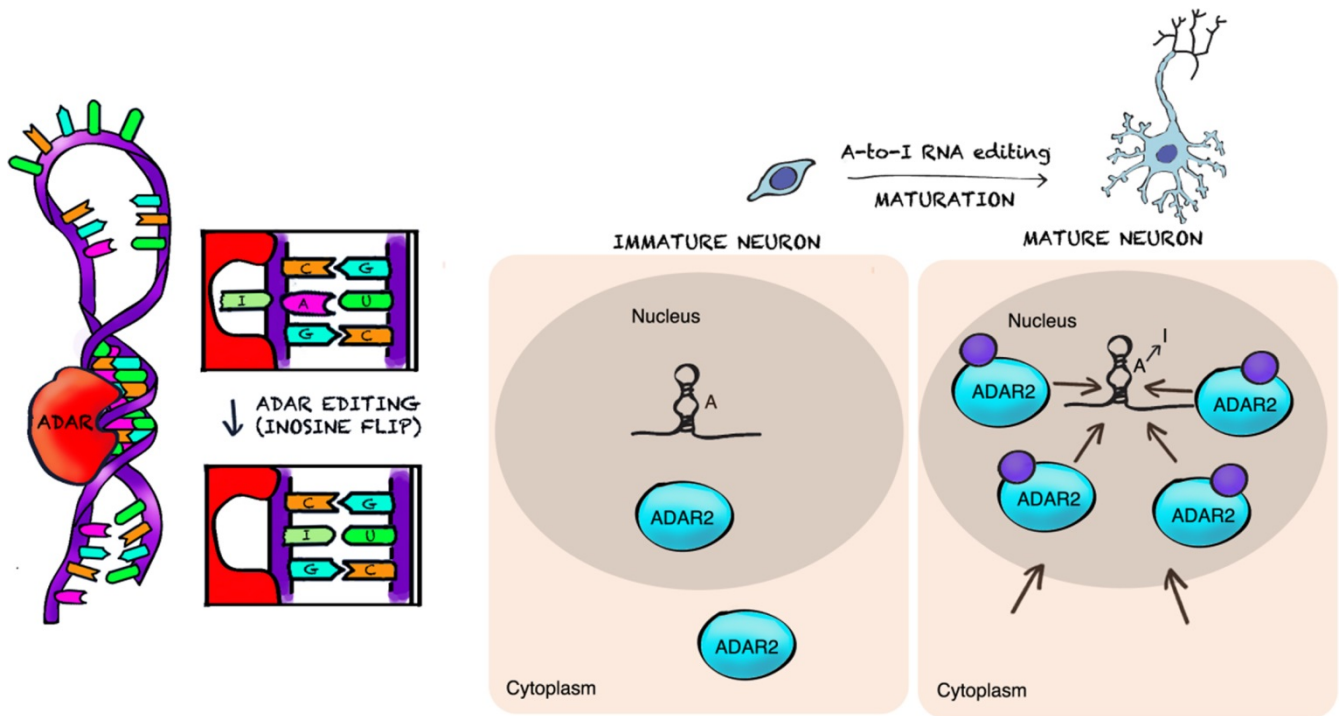 ADAR
I
C
G
A
U
G
C
ADAR EDITING
(INOSINE FLIP)
C
G
I
U
G
C
A-to-I RNA editing
MATURATION
IMMATURE NEURON
MATURE NEURON
Nucleus
A
ADAR2
ADAR2
Cytoplasm
Nucleus
I
A
ADAR2
ADAR2
ADAR2
ADAR2
Cytoplasm